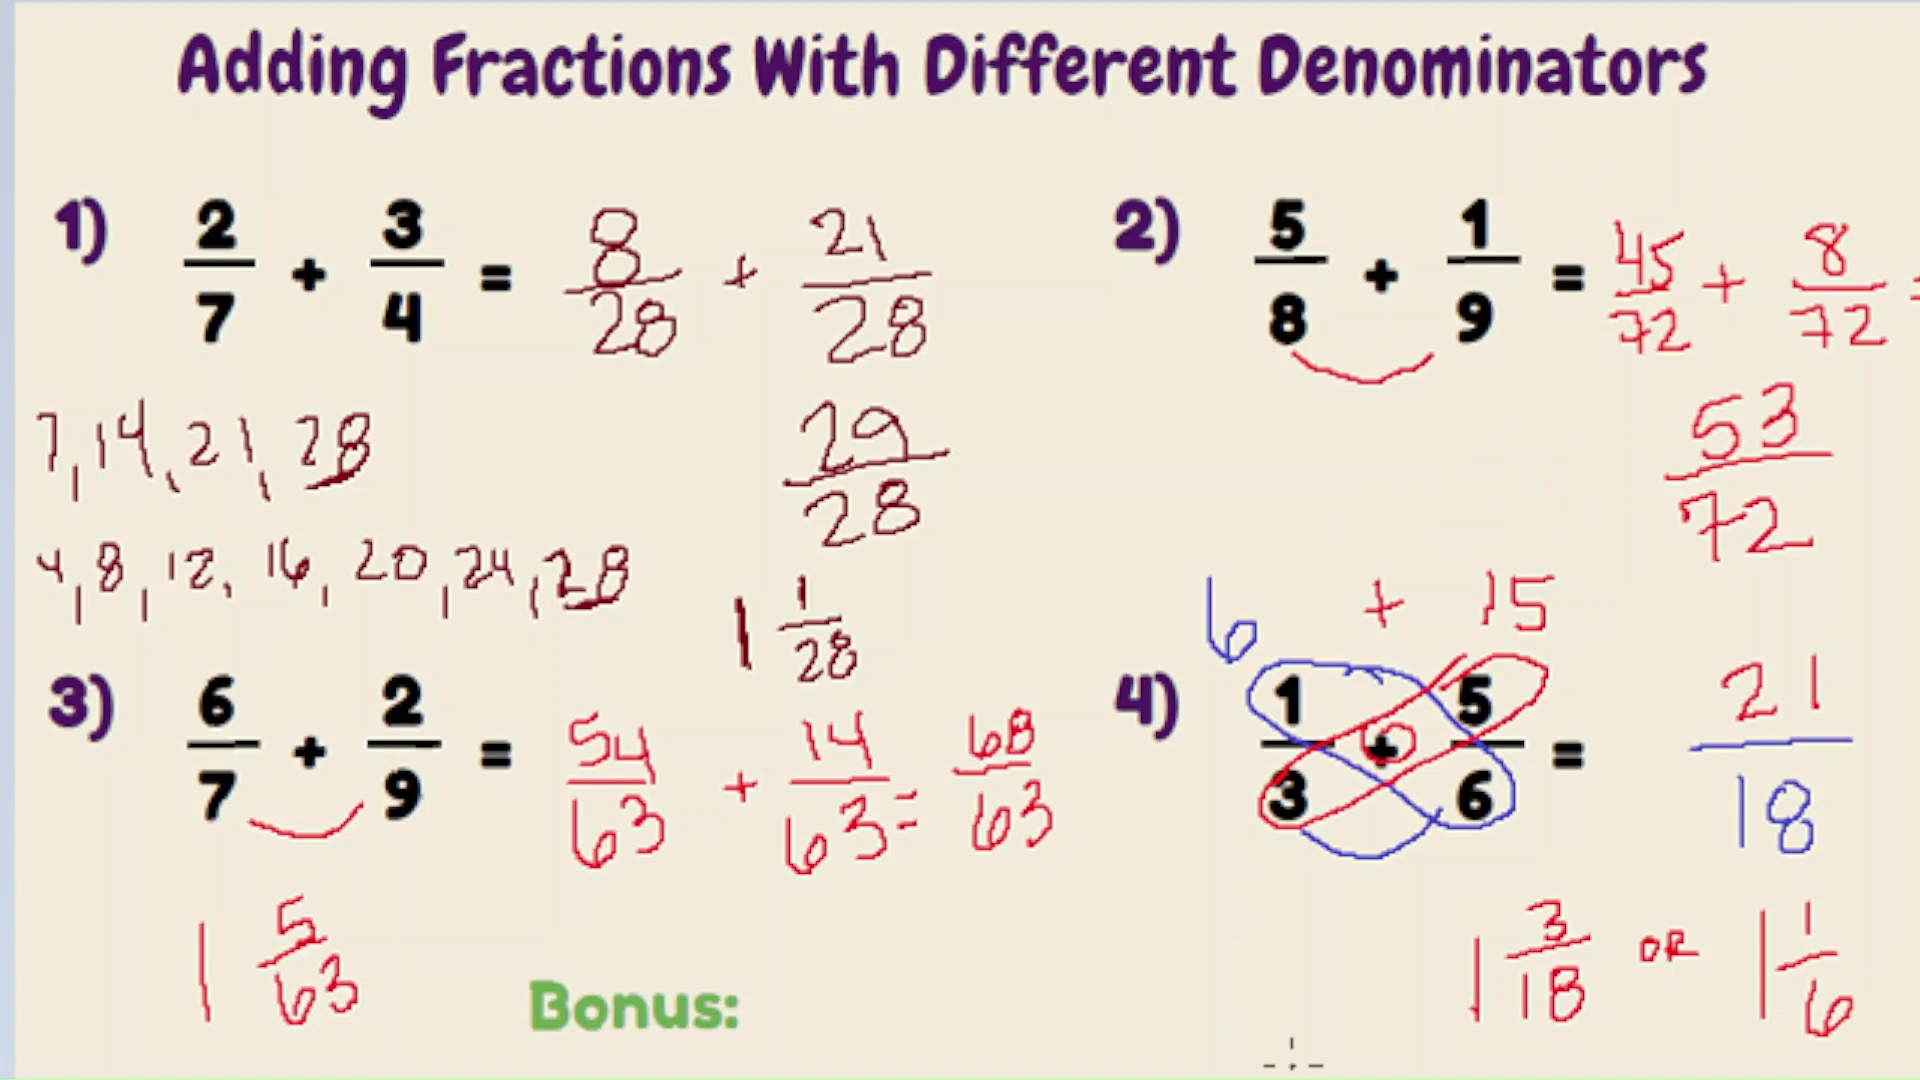 Adding Fractions With Different Denominators
1) 2/7 + 3/4 = 8/28 + 21/28
7, 14, 21, 28
29/28
4, 8, 12, 16, 20, 24, 28
1 1/28
2) 5/8 + 1/9 = 45/72 + 8/72 =
53/72
3) 6/7 + 2/9 = 54/63 + 14/63 = 68/63
1 5/63
6 + 15
4) 1/3 + 5/6 = 21/18
1 3/18 OR 1 1/6
Bonus: